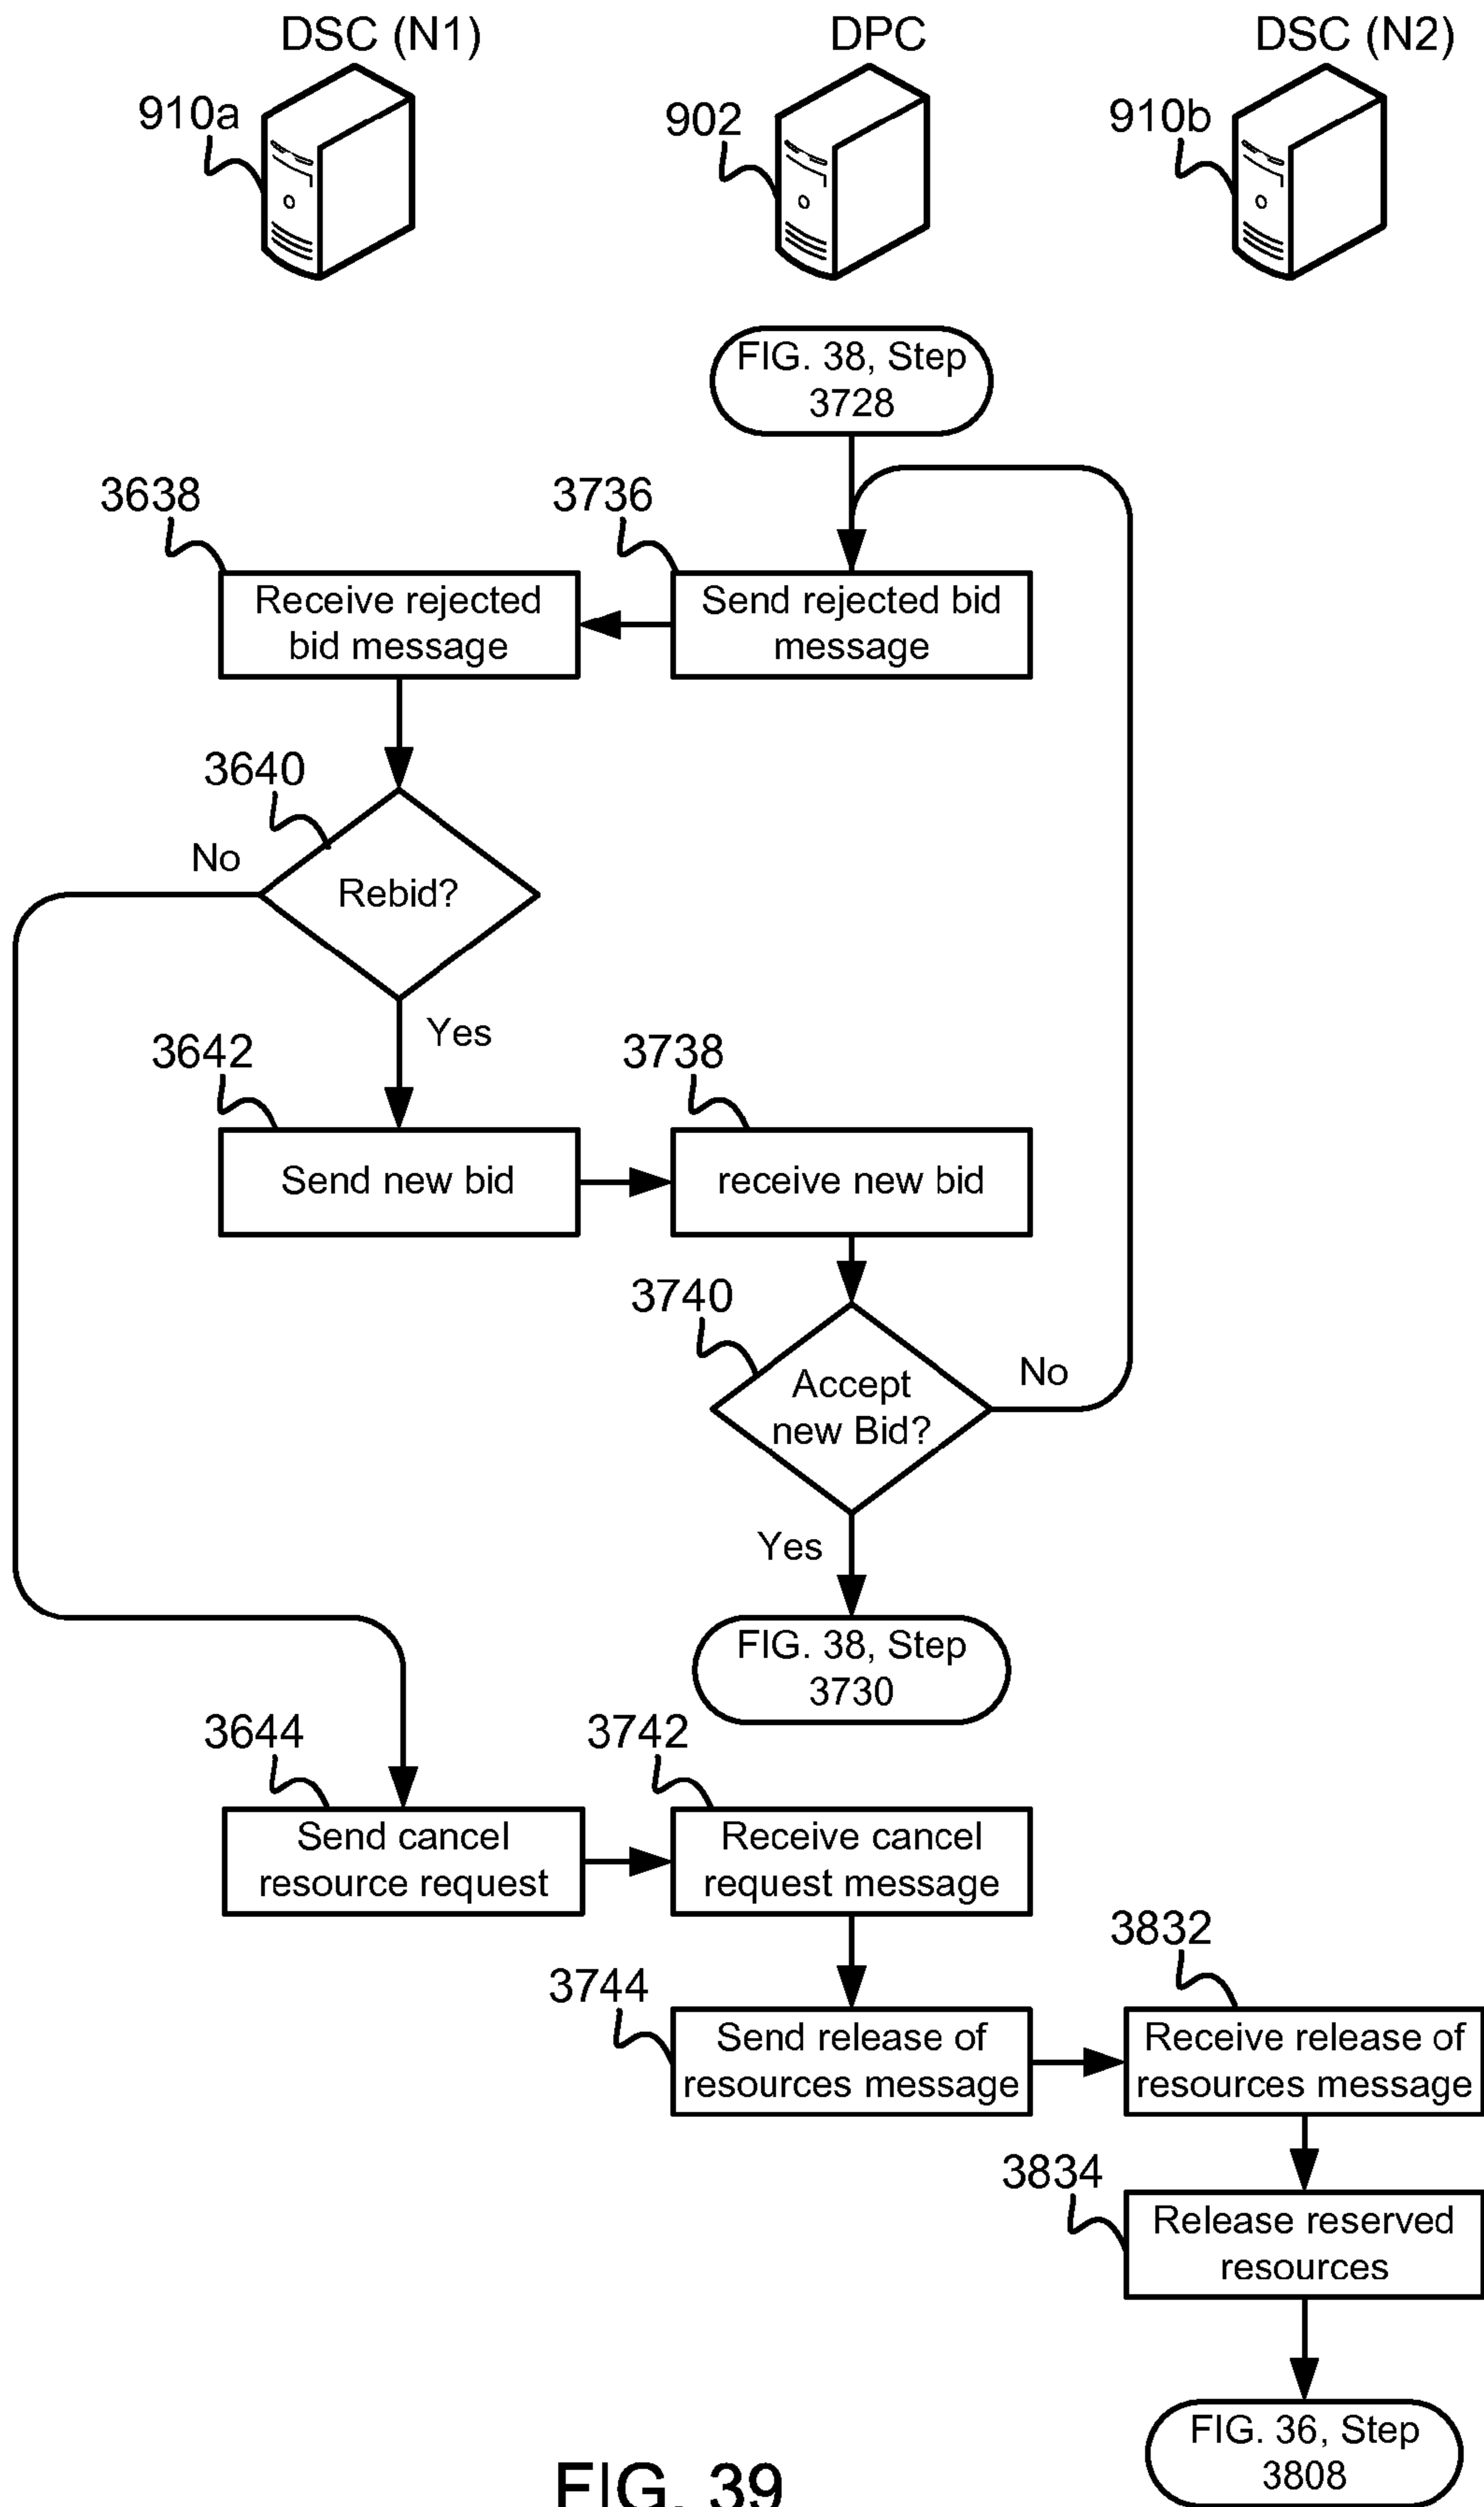 DSC (N1)
DPC
DSC (N2)
910a
902
910b
FIG. 38, Step
3728
3638
3736
Receive rejected
bid message
Send rejected bid
message
3640
No
Rebid?
Yes
3642
3738
Send new bid
receive new bid
3740
Accept
new Bid?
No
Yes
FIG. 38, Step
3730
3644
3742
Send cancel
resource request
Receive cancel
request message
3832
3744
Send release of
resources message
Receive release of
resources message
3834
Release reserved
resources
FIG. 36, Step
3808
FIG. 39